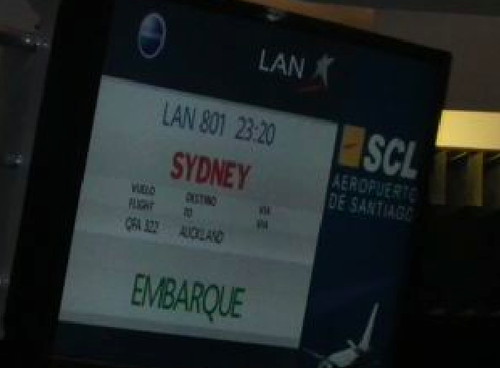 LAN
LAN 801 23:20
SYDNEY
VUELO DESTINO VIA
FLIGHT TO VIA
QFA 322 AUCKLAND
EMBARQUE
SCL
AEROPUERTO
DE SANTIAGO